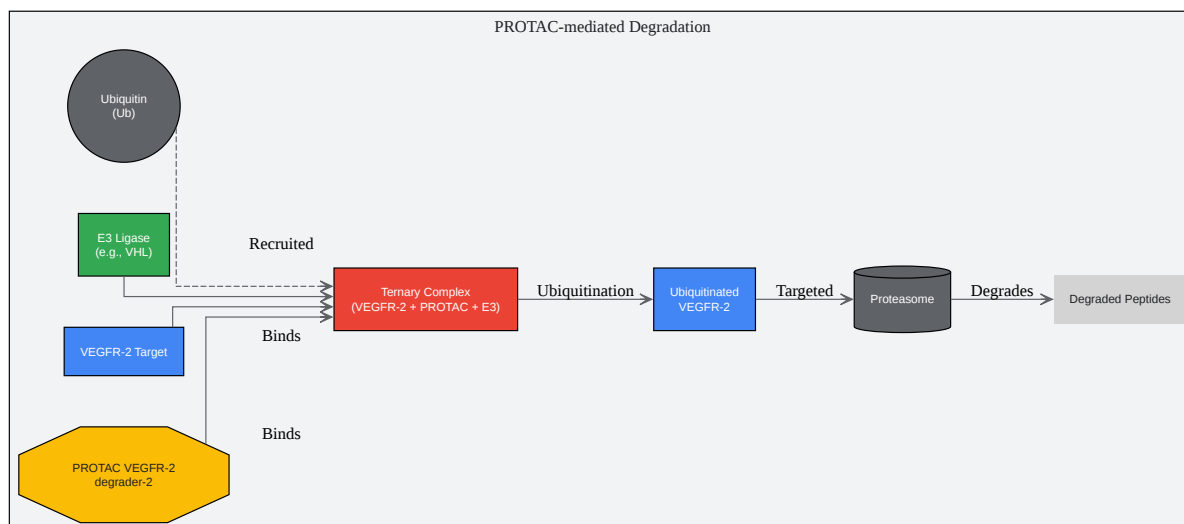 PROTAC-mediated Degradation
Ubiquitin
(Ub)
E3 Ligase
(e.g., VHL)
Recruited
VEGFR-2 Target
Binds
PROTAC VEGFR-2
degrader-2
Binds
Ternary Complex
(VEGFR-2 + PROTAC + E3)
Ubiquitination
Ubiquitinated
VEGFR-2
Targeted
Proteasome
Degrades
Degraded Peptides